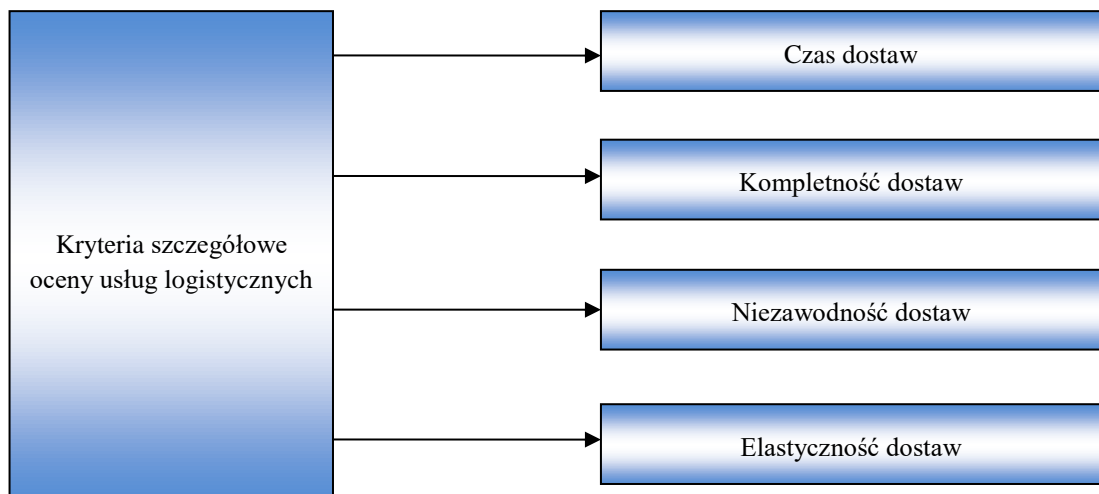 Kryteria szczegółowe
oceny usług logistycznych
Czas dostaw
Kompletność dostaw
Niezawodność dostaw
Elastyczność dostaw